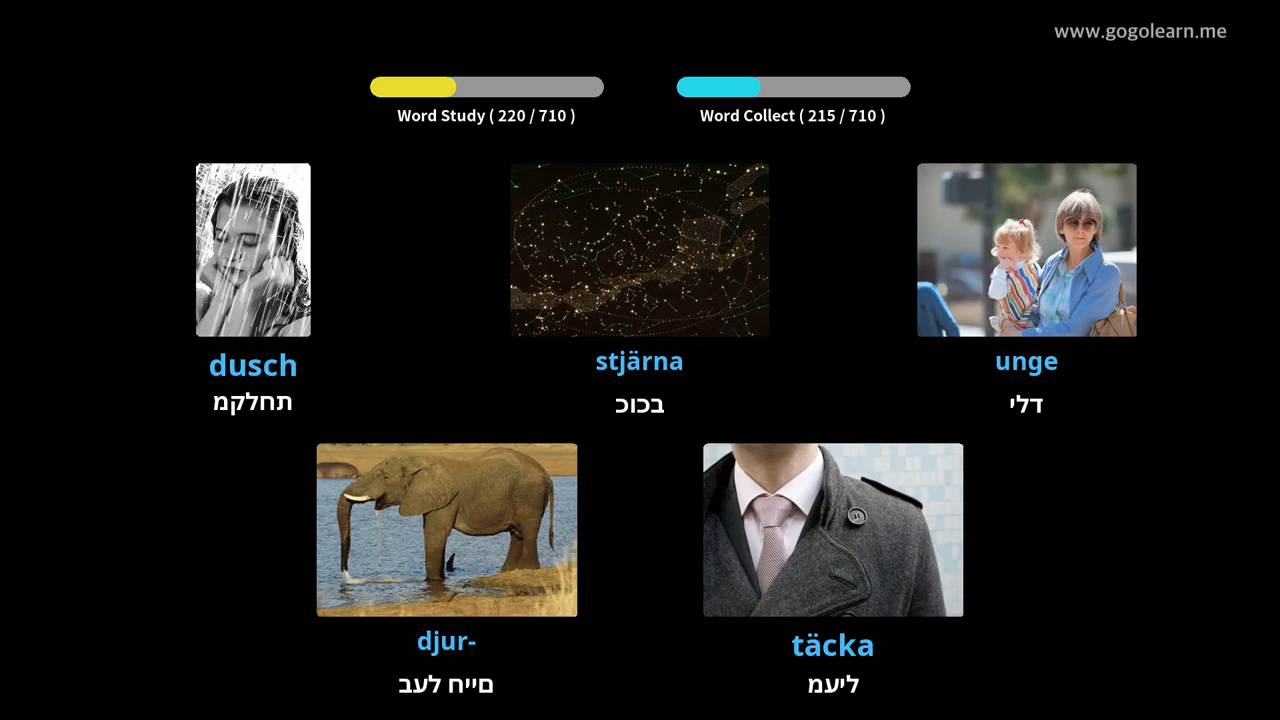 www.gogolearn.me
Word Study ( 220 / 710 )
Word Collect ( 215 / 710 )
dusch
תחלקמ
stjärna
בכוכ
unge
דלי
djur-
םייח לעב
täcka
ליעמ